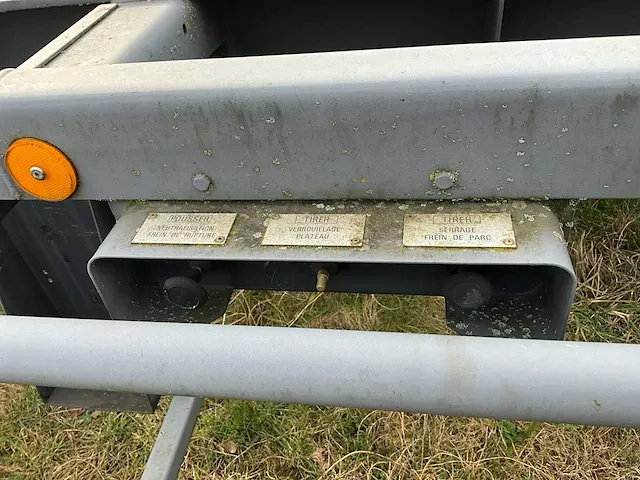 POUSSER
NEUTRALISATION
FREIN DE RUPTURE
TIRER
VERROUILLAGE
PLATEAU
TIRER
SERRAGE
FREIN DE PARC